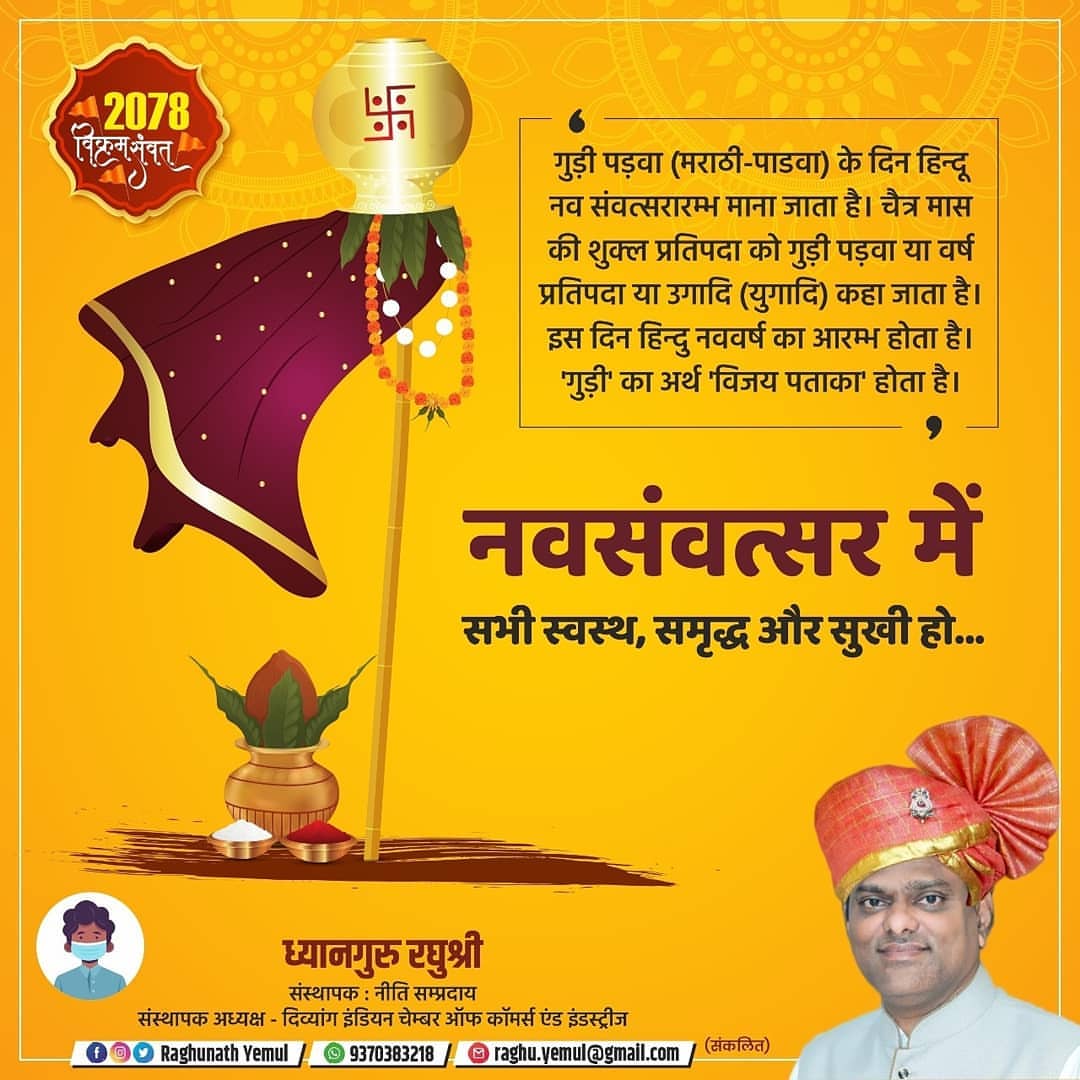 2078
विक्रम संवत्
गुड़ी पड़वा (मराठी-पाडवा) के दिन हिन्दू
नव संवत्सरारम्भ माना जाता है। चैत्र मास
की शुक्ल प्रतिपदा को गुड़ी पड़वा या वर्ष
प्रतिपदा या उगादि (युगादि) कहा जाता है।
इस दिन हिन्दु नववर्ष का आरम्भ होता है।
'गुड़ी' का अर्थ 'विजय पताका' होता है।
नवसंवत्सर में
सभी स्वस्थ, समृद्ध और सुखी हो...
ध्यानगुरु रघुश्री
संस्थापक : नीति सम्प्रदाय
संस्थापक अध्यक्ष - दिव्यांग इंडियन चेम्बर ऑफ कॉमर्स एंड इंडस्ट्रीज
Raghunath Yemul 9370383218 raghu.yemul@gmail.com (संकलित)